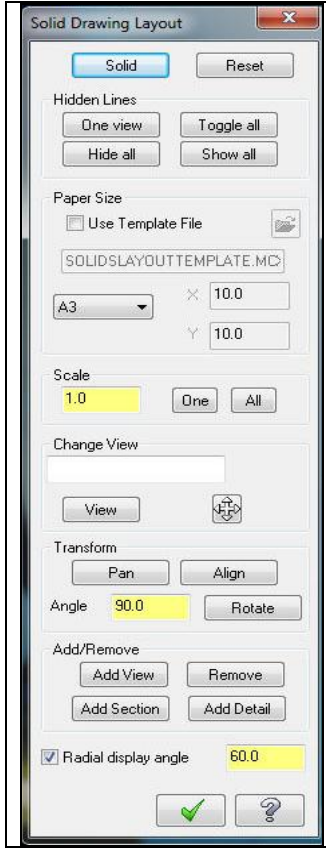 Solid Drawing Layout
Solid Reset
Hidden Lines
One view Toggle all
Hide all Show all
Paper Size
Use Template File
SOLIDSLAYOUTTEMPLATE.MC
A3 X 10.0
Y 10.0
Scale
1.0 One All
Change View
View
Transform
Pan Align
Angle 90.0 Rotate
Add/Remove
Add View Remove
Add Section Add Detail
Radial display angle 60.0